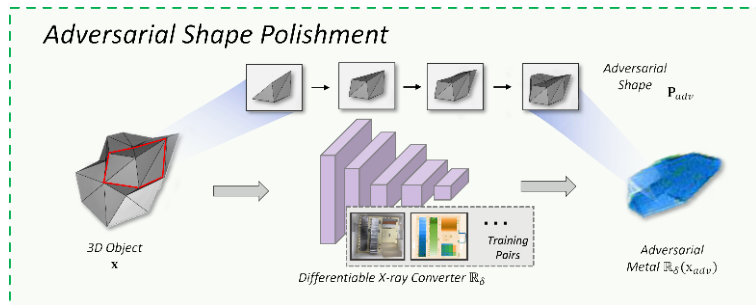 Adversarial Shape Polishment
Adversarial
Shape P_adv
3D Object
x
Training
Pairs
Differentiable X-ray Converter ℝ_δ
Adversarial
Metal ℝ_δ(x_adv)